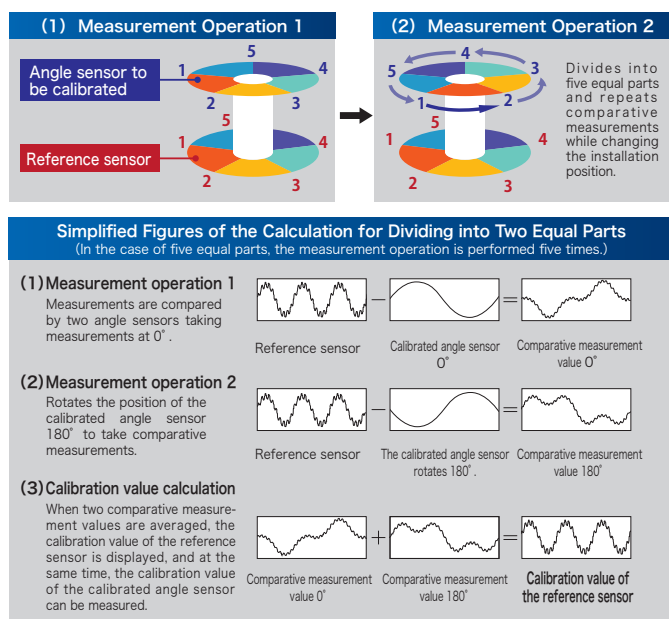 (1) Measurement Operation 1
5
1
4
Angle sensor to
be calibrated
2
3
5
1
4
Reference sensor
2
3
(2) Measurement Operation 2
4
5
3
1
2
5
1
4
2
3
Divides into
five equal parts
and repeats
comparative
measurements
while changing
the installation
position.
Simplified Figures of the Calculation for Dividing into Two Equal Parts
(In the case of five equal parts, the measurement operation is performed five times.)
(1) Measurement operation 1
Measurements are compared
by two angle sensors taking
measurements at 0°.
Reference sensor
Calibrated angle sensor
0°
Comparative measurement
value 0°
(2) Measurement operation 2
Rotates the position of the
calibrated angle sensor
180° to take comparative
measurements.
Reference sensor
The calibrated angle sensor
rotates 180°.
Comparative measurement
value 180°
(3) Calibration value calculation
When two comparative measure-
ment values are averaged, the
calibration value of the reference
sensor is displayed, and at the
same time, the calibration value
of the calibrated angle sensor
can be measured.
Comparative measurement
value 0°
Comparative measurement
value 180°
Calibration value of
the reference sensor